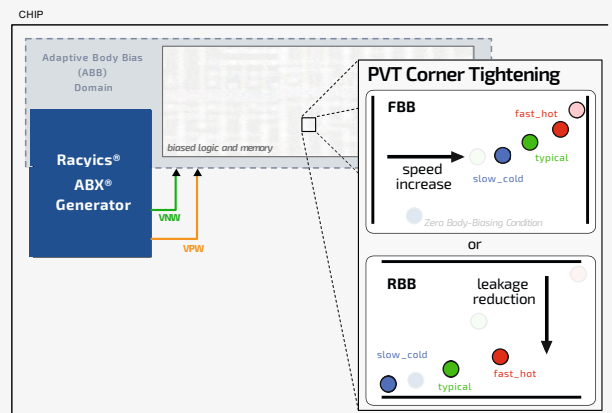 CHIP
Adaptive Body Bias
(ABB)
Domain
biased logic and memory
Racyics®
ABX®
Generator
VNW
VPW
PVT Corner Tightening
FBB
fast_hot
typical
slow_cold
speed
increase
Zero Body-Biasing Condition
or
RBB
leakage
reduction
slow_cold
typical
fast_hot